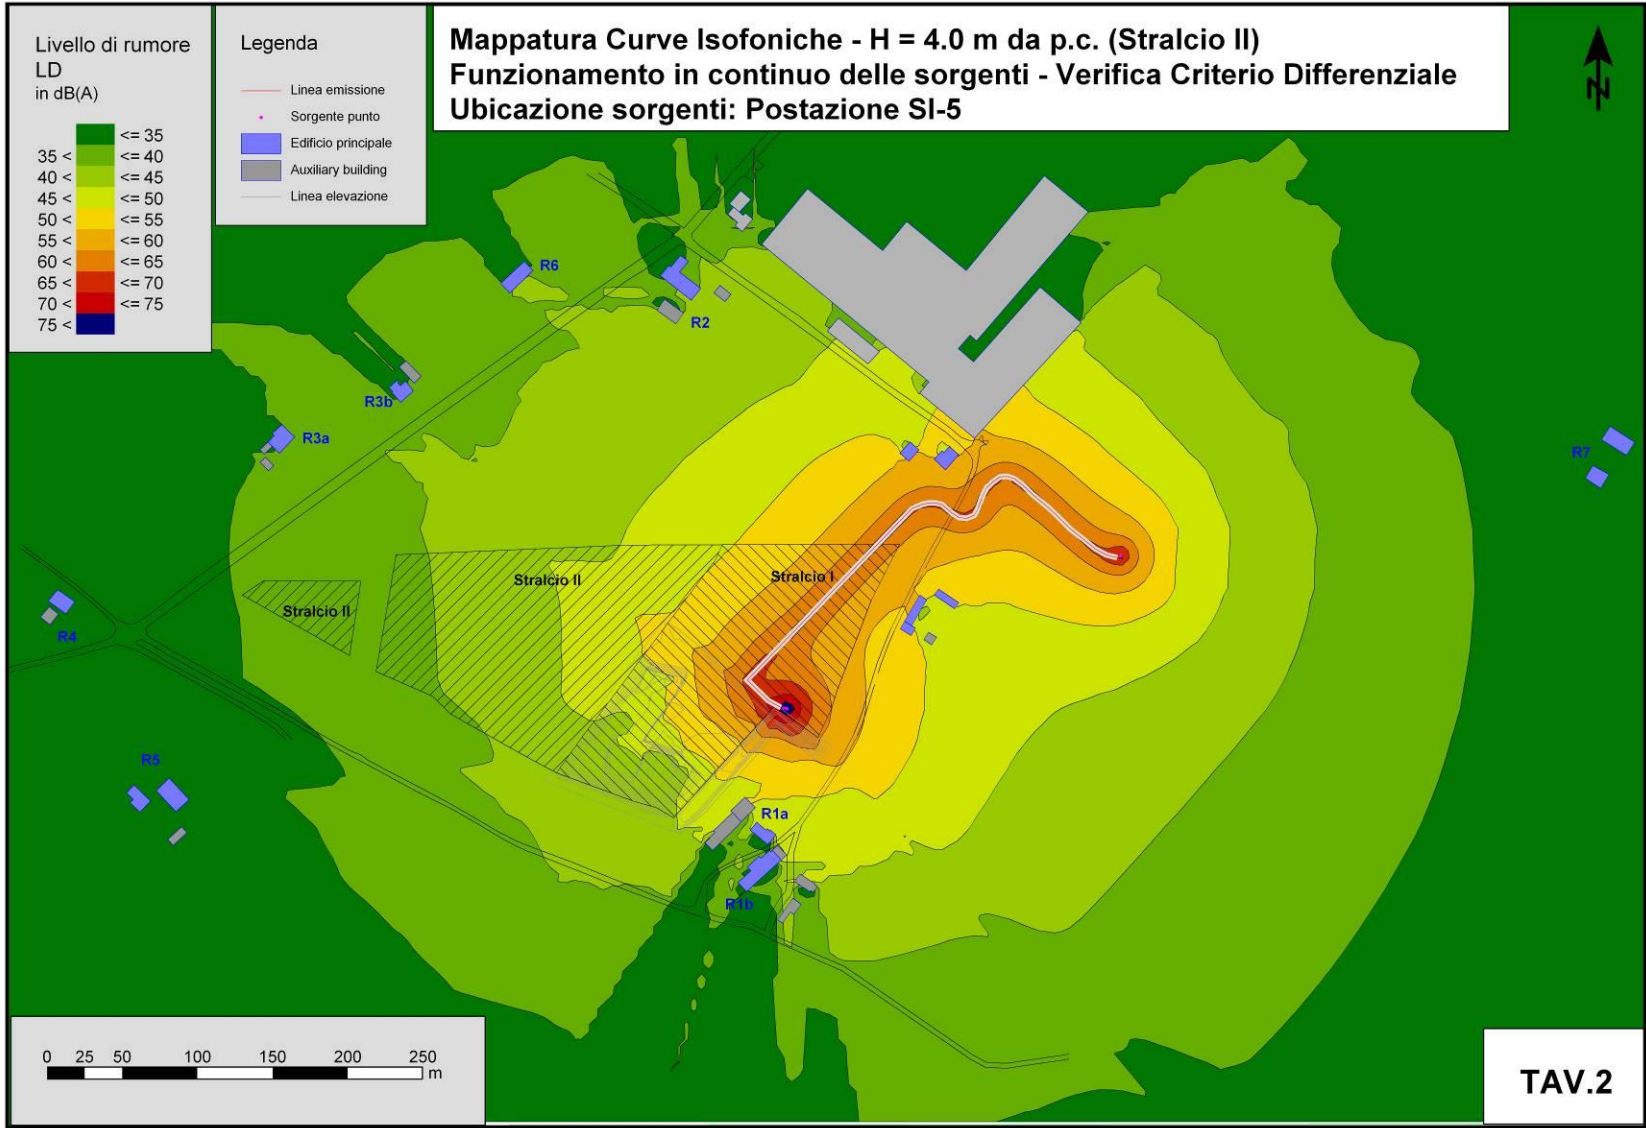 Livello di rumore
LD
in dB(A)
<= 35
35 < <= 40
40 < <= 45
45 < <= 50
50 < <= 55
55 < <= 60
60 < <= 65
65 < <= 70
70 < <= 75
75 <
Legenda
Linea emissione
Sorgente punto
Edificio principale
Auxiliary building
Linea elevazione
Mappatura Curve Isofoniche - H = 4.0 m da p.c. (Stralcio II)
Funzionamento in continuo delle sorgenti - Verifica Criterio Differenziale
Ubicazione sorgenti: Postazione SI-5
N
R6
R2
R3b
R3a
R7
Stralcio II
Stralcio I
Stralcio II
R4
R5
R1a
R1b
0 25 50 100 150 200 250
m
TAV.2